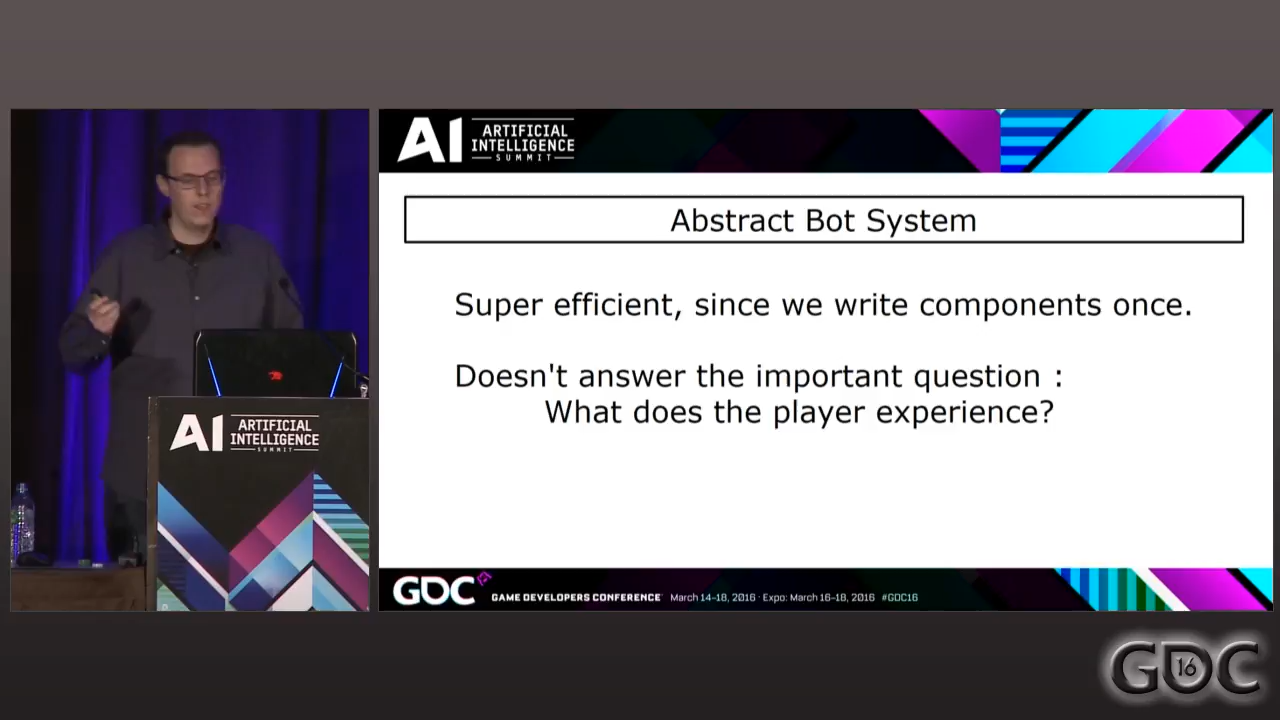 AI
ARTIFICIAL
INTELLIGENCE
SUMMIT
Abstract Bot System
Super efficient, since we write components once.
Doesn't answer the important question :
What does the player experience?
AI
ARTIFICIAL
INTELLIGENCE
SUMMIT
GDC GAME DEVELOPERS CONFERENCE March 14-18, 2016 · Expo: March 16-18, 2016 #GDC16
GDC 16